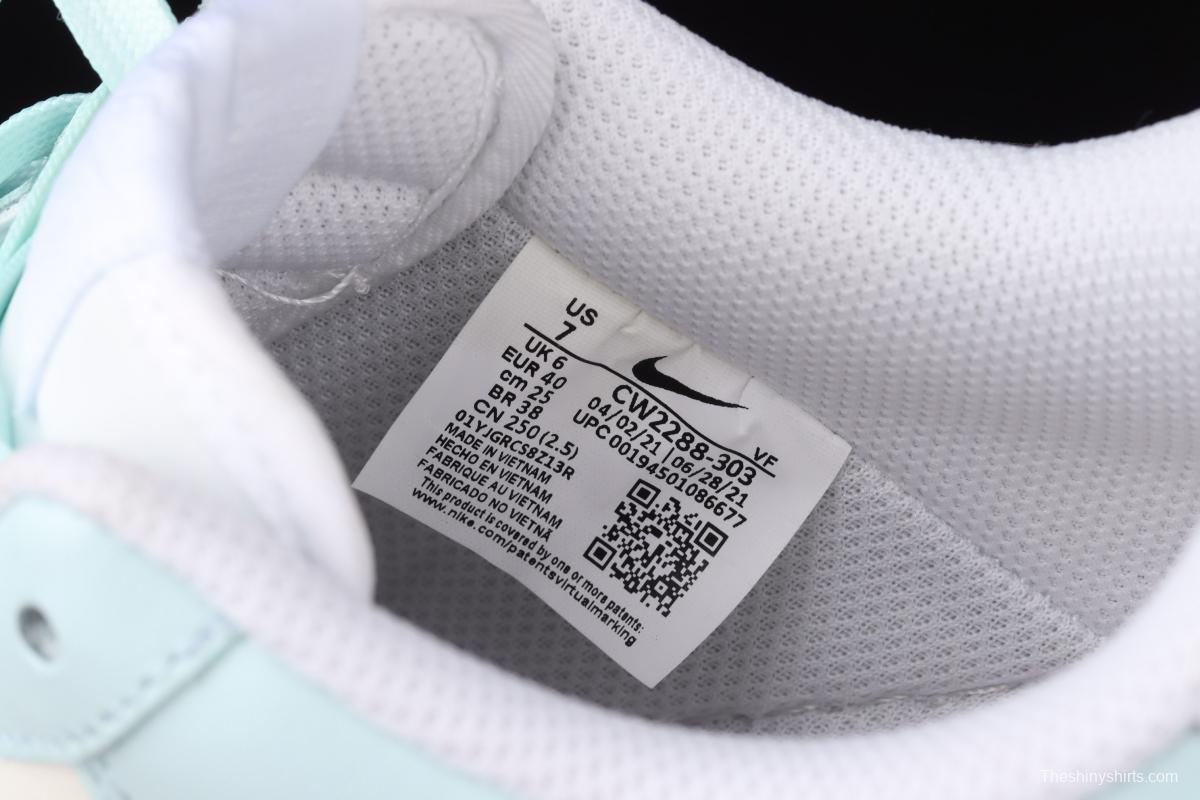 US
7
UK 6
EUR 40
cm 25
BR 38
CN 250 (2.5)
01YJGRC58Z13R
MADE IN VIETNAM
HECHO EN VIETNAM
FABRIQUE AU VIETNAM
FABRICADO NO VIETNÃ
This product is covered by one or more patents:
www.nike.com/patentsvirtualmarking
CW2288-303 VF
04/02/21 | 06/28/21
UPC 00194501086677
Theshinyshirts.com